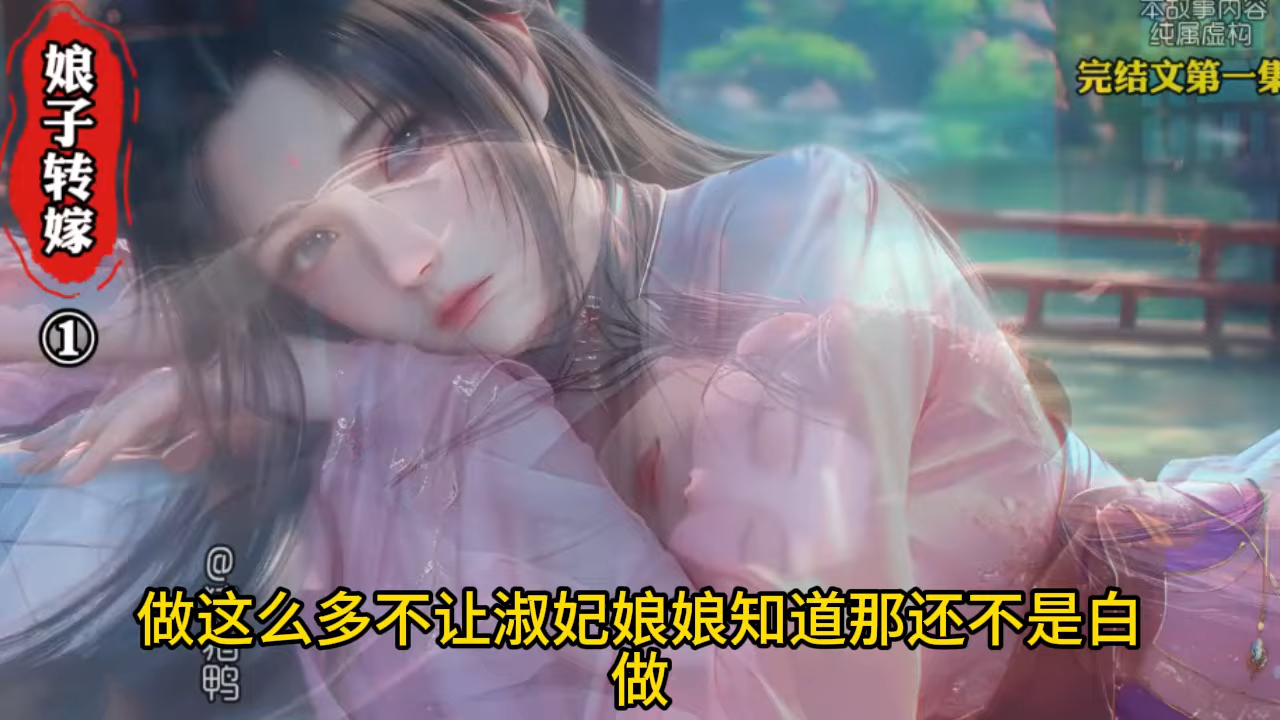 娘子转嫁
①
本故事内容
纯属虚构
完结文第一集
做这么多不让淑妃娘娘知道那还不是白
做